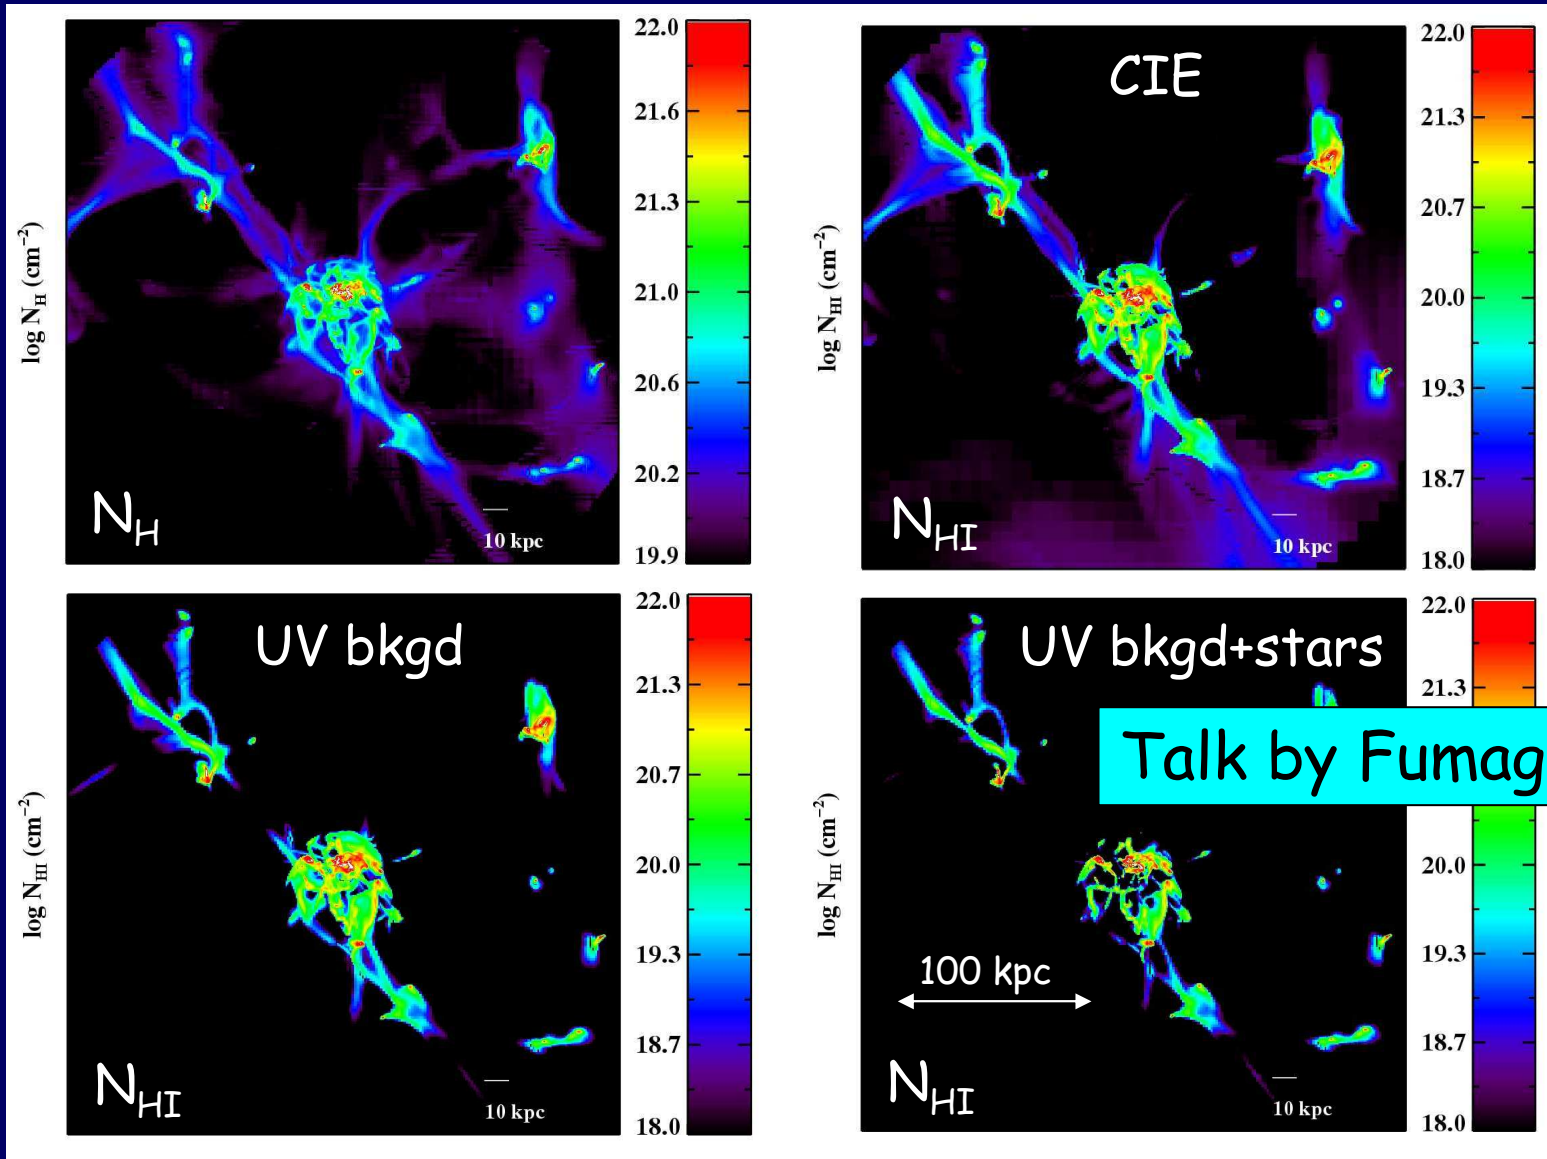 log N_H (cm⁻²)
N_H
10 kpc
22.0
21.6
21.3
21.0
20.6
20.2
19.9
log N_HI (cm⁻²)
CIE
N_HI
10 kpc
22.0
21.3
20.7
20.0
19.3
18.7
18.0
log N_HI (cm⁻²)
UV bkgd
N_HI
10 kpc
22.0
21.3
20.7
20.0
19.3
18.7
18.0
log N_HI (cm⁻²)
UV bkgd+stars
Talk by Fumag
100 kpc
N_HI
10 kpc
22.0
21.3
20.0
19.3
18.7
18.0